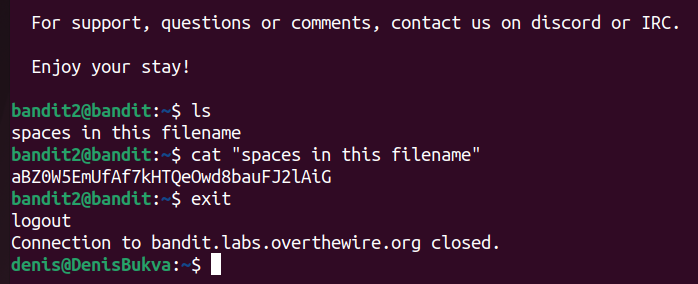 For support, questions or comments, contact us on discord or IRC.
Enjoy your stay!
bandit2@bandit:~$ ls
spaces in this filename
bandit2@bandit:~$ cat "spaces in this filename"
aBZ0W5EmUfAf7kHTQeOwd8bauFJ2lAiG
bandit2@bandit:~$ exit
logout
Connection to bandit.labs.overthewire.org closed.
denis@DenisBukva:~$